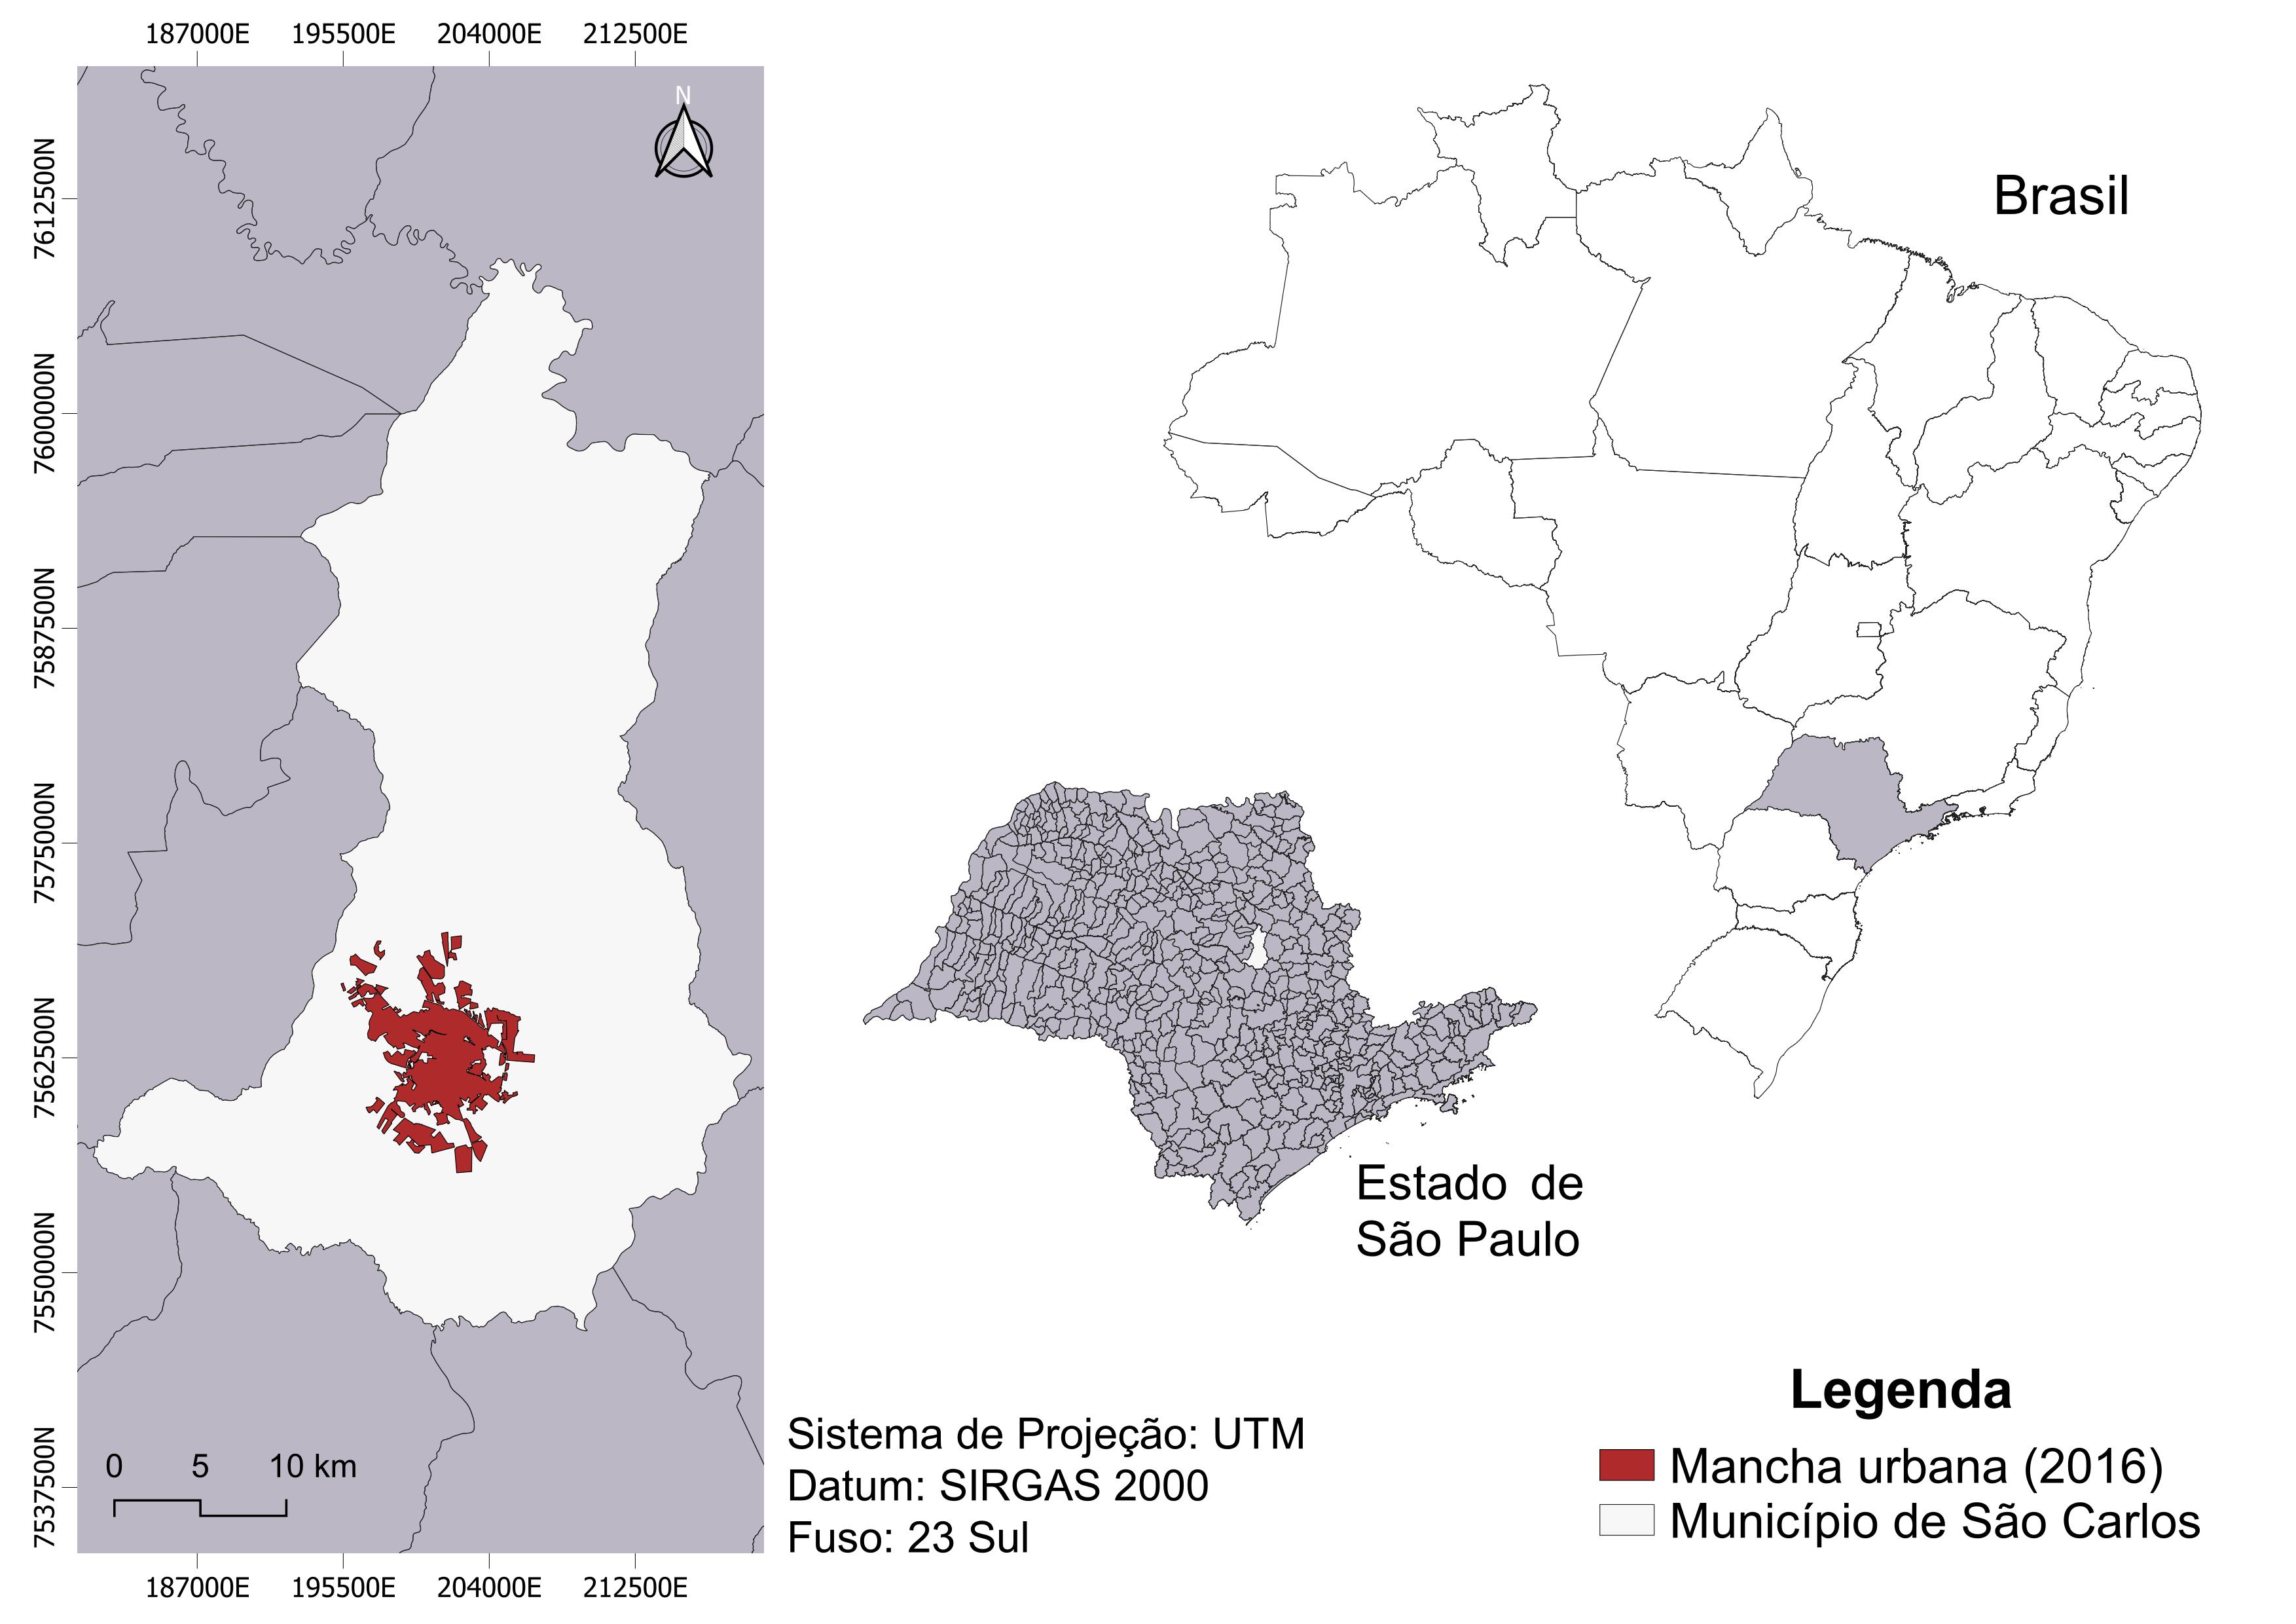 187000E 195500E 204000E 212500E
N
7612500N
7600000N
7587500N
7575000N
7562500N
7550000N
7537500N
0 5 10 km
187000E 195500E 204000E 212500E
Brasil
Estado de
São Paulo
Sistema de Projeção: UTM
Datum: SIRGAS 2000
Fuso: 23 Sul
Legenda
Mancha urbana (2016)
Município de São Carlos